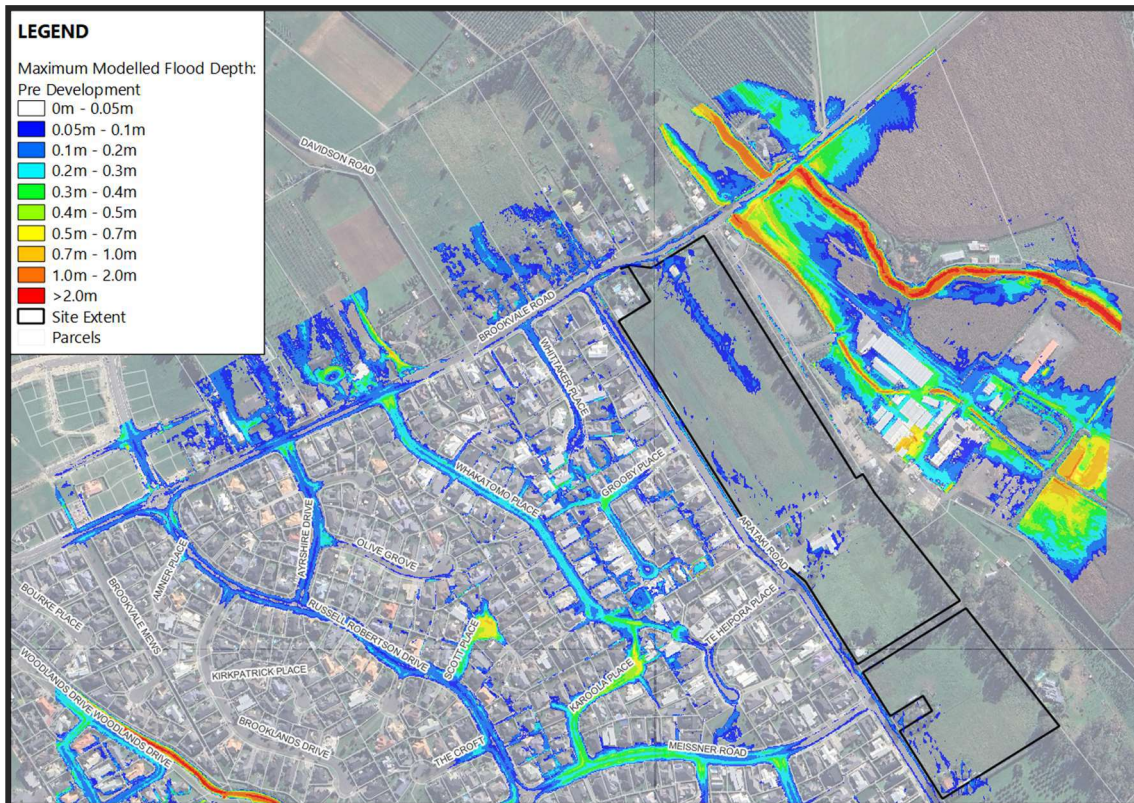 LEGEND
Maximum Modelled Flood Depth:
Pre Development
0m - 0.05m
0.05m - 0.1m
0.1m - 0.2m
0.2m - 0.3m
0.3m - 0.4m
0.4m - 0.5m
0.5m - 0.7m
0.7m - 1.0m
1.0m - 2.0m
>2.0m
Site Extent
Parcels
DAVIDSON ROAD
BROOKVALE ROAD
WHITTAKER PLACE
WHAKATOMO PLACE
GROOBY PLACE
ARATAKI ROAD
AYRSHIRE DRIVE
OLIVE GROVE
AMNER PLACE
BROOKVALE MEWS
BOURKE PLACE
RUSSELL ROBERTSON DRIVE
SCOTT PLACE
TE HEIPORA PLACE
KIRKPATRICK PLACE
KAROOLA PLACE
WOODLANDS DRIVE
WOODLANDS DRIVE
BROOKLANDS DRIVE
THE CROFT
MEISSNER ROAD